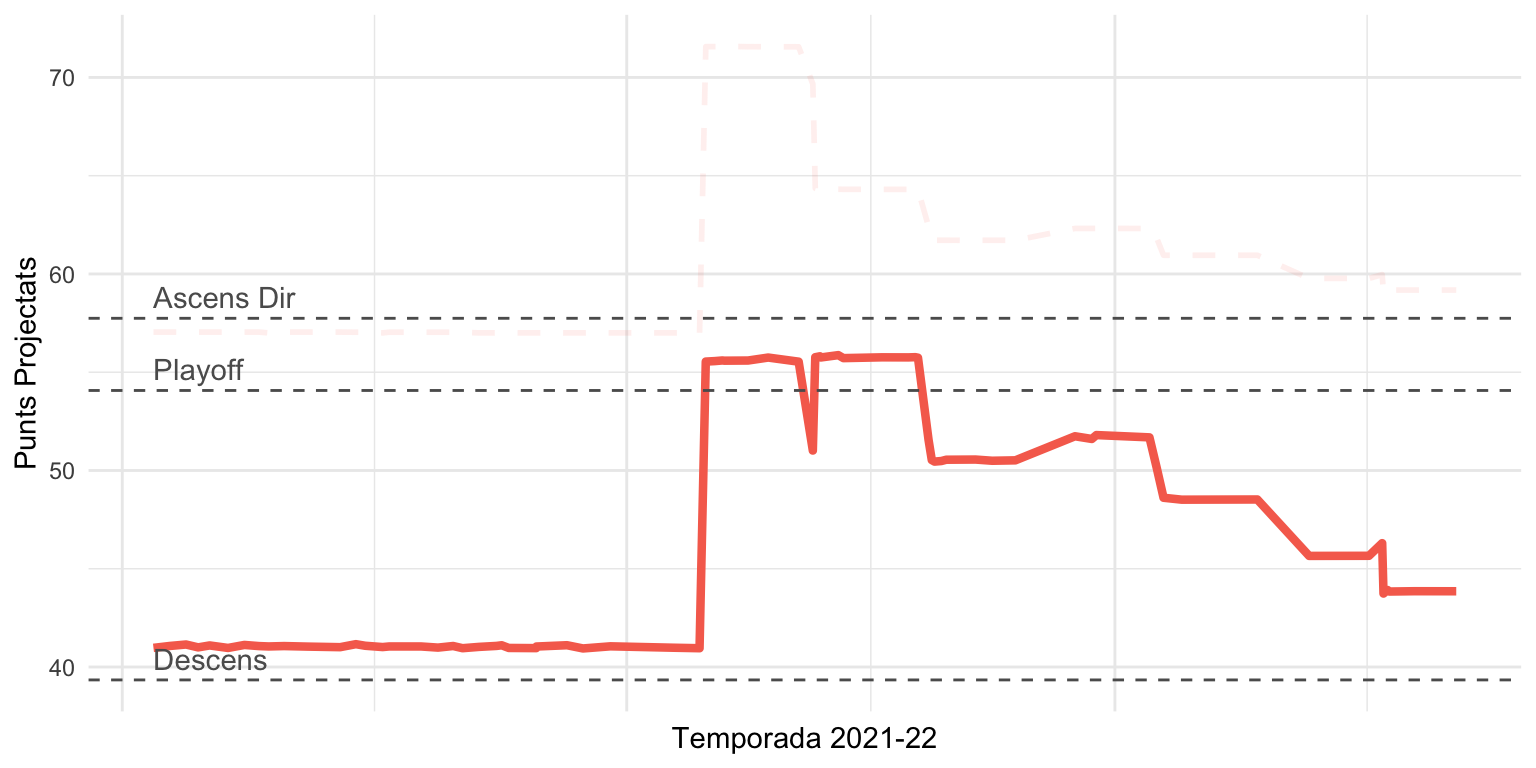 70
60
50
40
Punts Projectats
Ascens Dir
Playoff
Descens
Temporada 2021-22